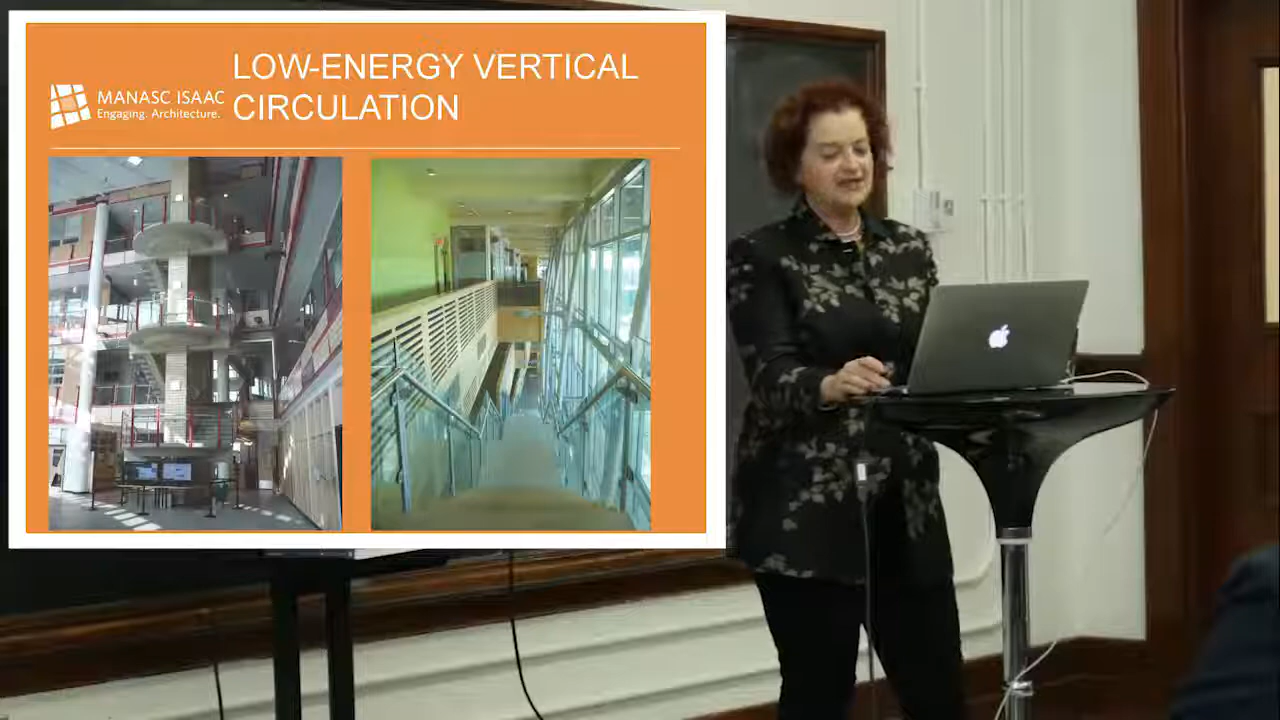 LOW-ENERGY VERTICAL
CIRCULATION
MANASC ISAAC
Engaging. Architecture.